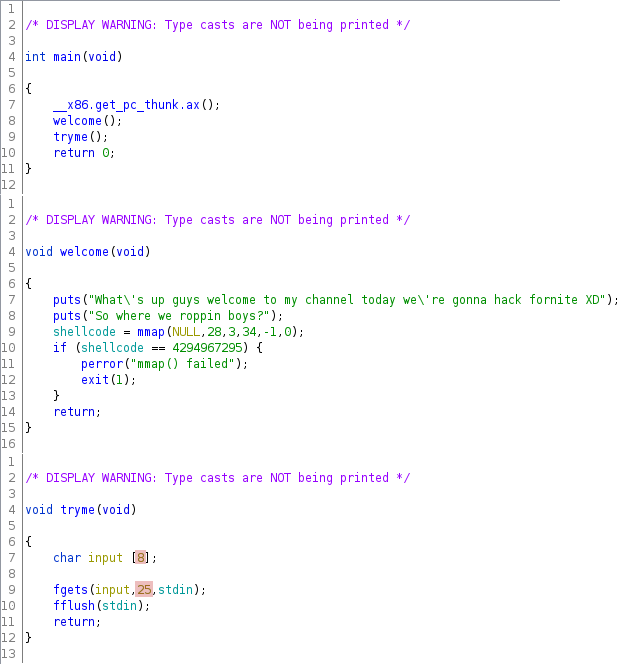 1
2 /* DISPLAY WARNING: Type casts are NOT being printed */
3
4 int main(void)
5
6 {
7     __x86.get_pc_thunk.ax();
8     welcome();
9     tryme();
10     return 0;
11 }
12
1
2 /* DISPLAY WARNING: Type casts are NOT being printed */
3
4 void welcome(void)
5
6 {
7     puts("What\'s up guys welcome to my channel today we\'re gonna hack fornite XD");
8     puts("So where we roppin boys?");
9     shellcode = mmap(NULL,28,3,34,-1,0);
10     if (shellcode == 4294967295) {
11         perror("mmap() failed");
12         exit(1);
13     }
14     return;
15 }
16
1
2 /* DISPLAY WARNING: Type casts are NOT being printed */
3
4 void tryme(void)
5
6 {
7     char input [8];
8
9     fgets(input,25,stdin);
10     fflush(stdin);
11     return;
12 }
13